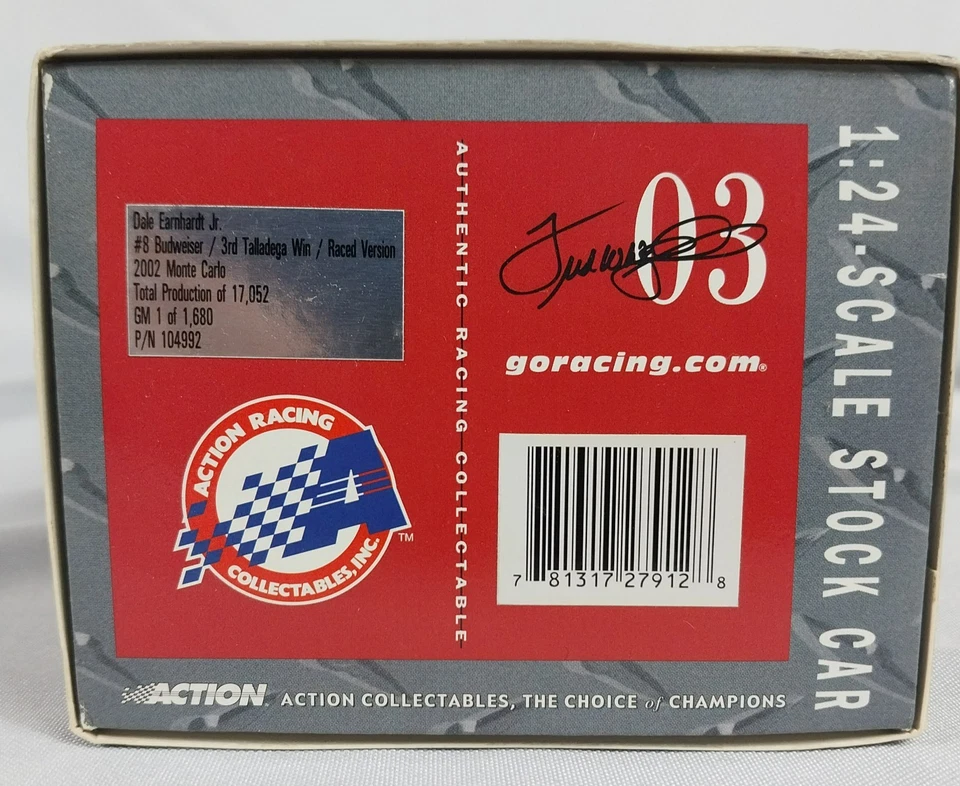 Dale Earnhardt Jr.
#8 Budweiser / 3rd Talladega Win / Raced Version
2002 Monte Carlo
Total Production of 17,052
GM 1 of 1,680
P/N 104992
ACTION RACING
COLLECTABLES, INC.
TM
AUTHENTIC RACING COLLECTABLE
03
goracing.com®
7 81317 27912 8
1:24-SCALE STOCK CAR
ACTION ACTION COLLECTABLES, THE CHOICE of CHAMPIONS